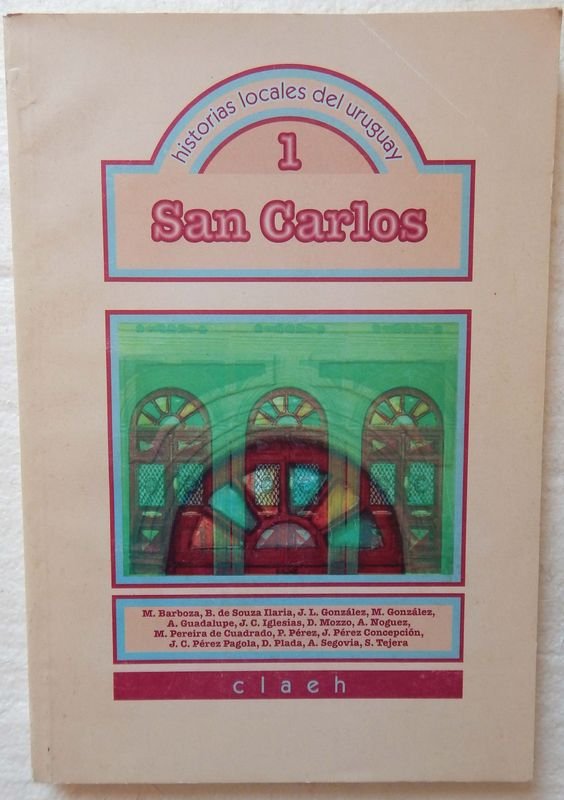 historias locales del uruguay
1
San Carlos
M. Barboza, B. de Souza Ilaria, J. L. González, M. González,
A. Guadalupe, J. C. Iglesias, D. Mozzo, A. Noguez,
M. Pereira de Cuadrado, P. Pérez, J. Pérez Concepción,
J. C. Pérez Pagola, D. Plada, A. Segovia, S. Tejera
claeh